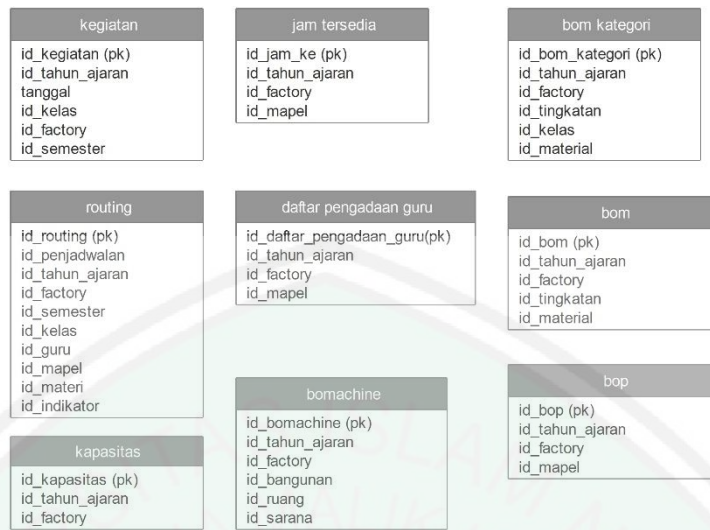 kegiatan
id_kegiatan (pk)
id_tahun_ajaran
tanggal
id_kelas
id_factory
id_semester
jam tersedia
id_jam_ke (pk)
id_tahun_ajaran
id_factory
id_mapel
bom kategori
id_bom_kategori (pk)
id_tahun_ajaran
id_factory
id_tingkatan
id_kelas
id_material
routing
id_routing (pk)
id_penjadwalan
id_tahun_ajaran
id_factory
id_semester
id_kelas
id_guru
id_mapel
id_materi
id_indikator
daftar pengadaan guru
id_daftar_pengadaan_guru(pk)
id_tahun_ajaran
id_factory
id_mapel
bom
id_bom (pk)
id_tahun_ajaran
id_factory
id_tingkatan
id_material
kapasitas
id_kapasitas (pk)
id_tahun_ajaran
id_factory
bomachine
id_bomachine (pk)
id_tahun_ajaran
id_factory
id_bangunan
id_ruang
id_sarana
bop
id_bop (pk)
id_tahun_ajaran
id_factory
id_mapel